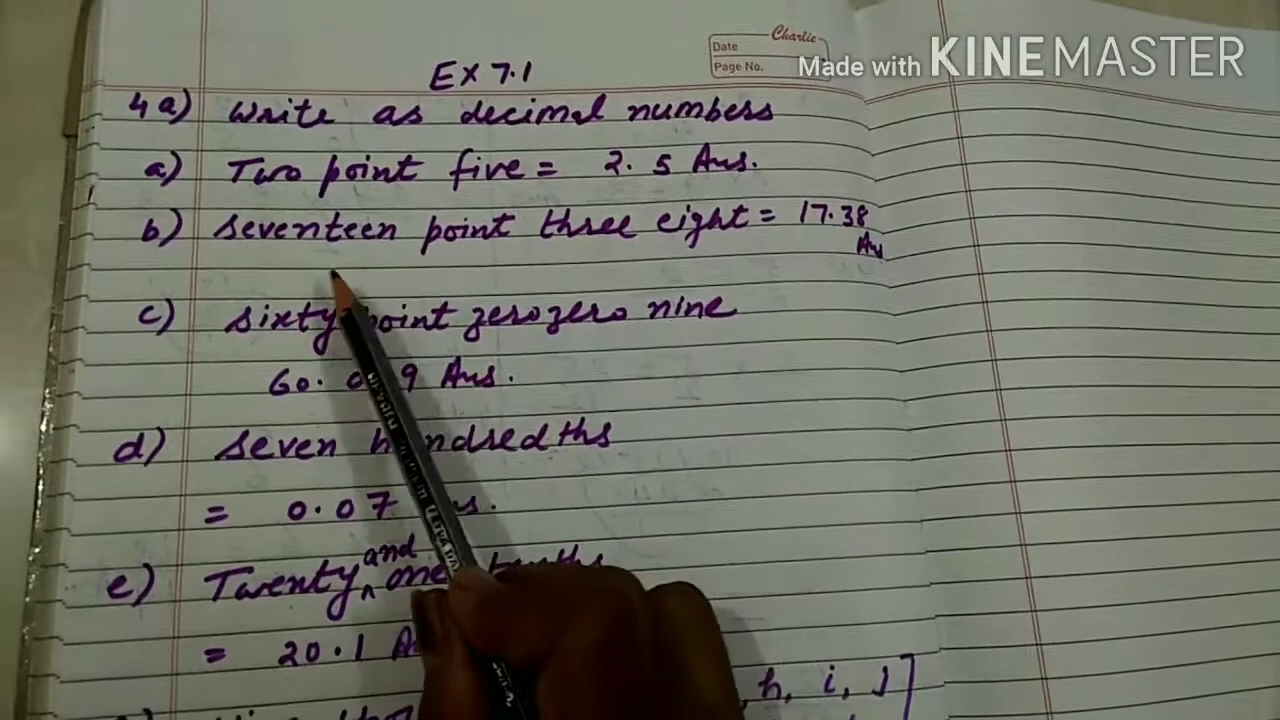 Charlie
Date
Page No.
Made with KINEMASTER
EX 7.1
4a) Write as decimal numbers
a) Two point five = 2.5 Ans.
b) Seventeen point three eight = 17.38
Ans
c) Sixty point zero zero nine
60. 9 Ans.
d) Seven hundredths
= 0.07
e) Twenty and one
= 20.1
h, i, j]